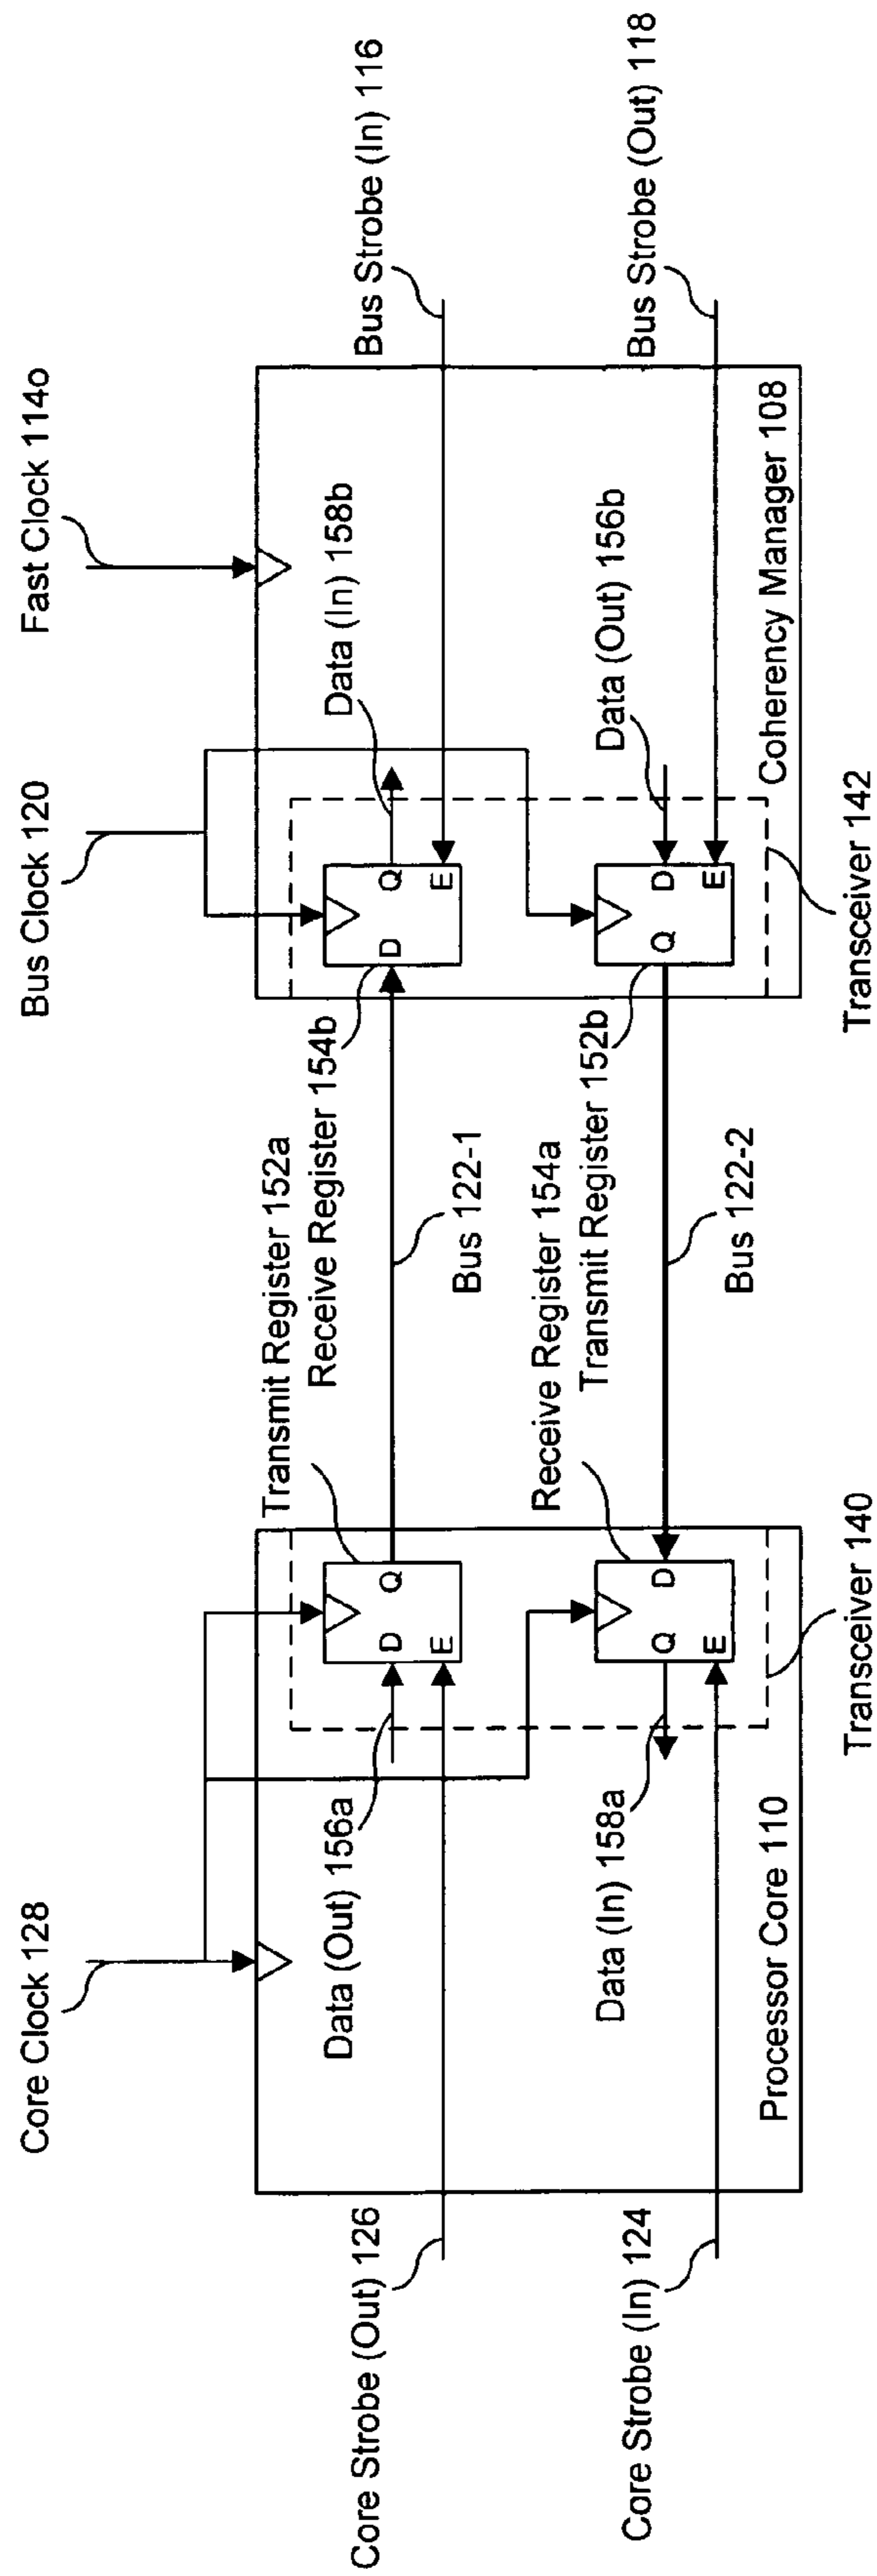 Core Clock 128
Bus Clock 120
Fast Clock 114o
Core Strobe (Out) 126
Data (Out) 156a
D
Q
E
Transmit Register 152a
Receive Register 154b
Bus 122-1
D
Q
E
Data (In) 158b
Bus Strobe (In) 116
Core Strobe (In) 124
Data (In) 158a
Q
D
E
Receive Register 154a
Transmit Register 152b
Bus 122-2
Q
D
E
Data (Out) 156b
Bus Strobe (Out) 118
Processor Core 110
Coherency Manager 108
Transceiver 140
Transceiver 142